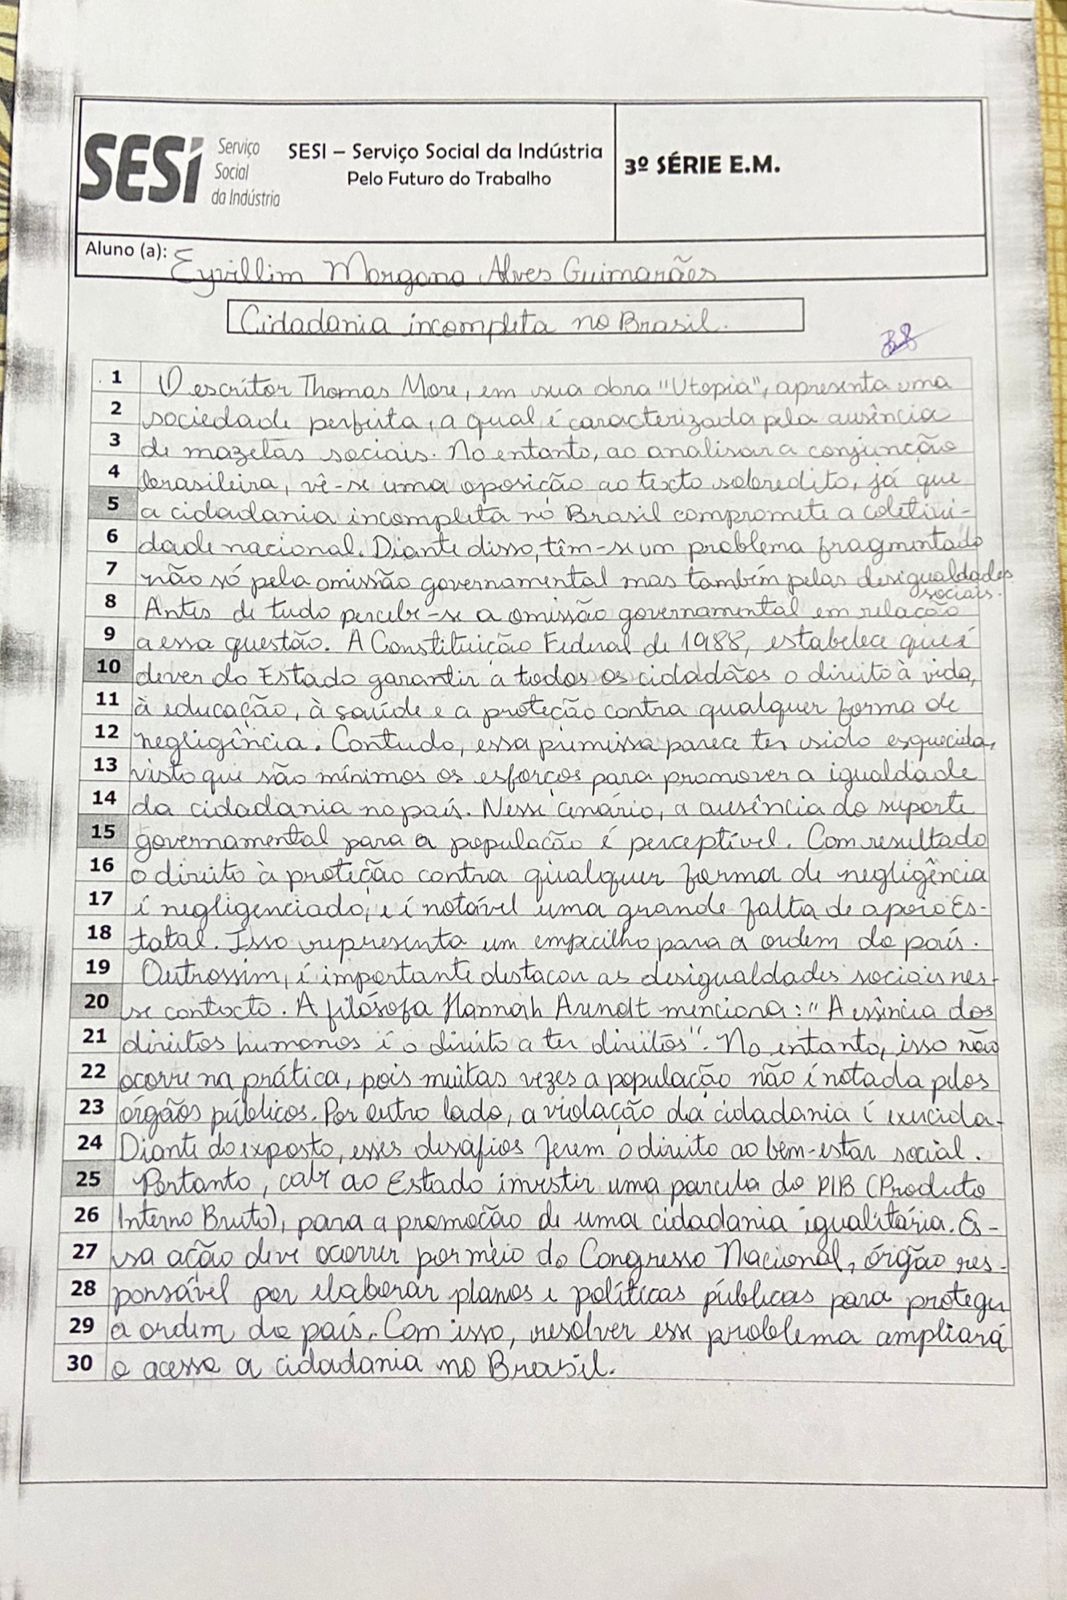 SESI Serviço
Social
da Indústria
SESI – Serviço Social da Indústria
Pelo Futuro do Trabalho
3º SÉRIE E.M.
Aluno (a): Eyvillim Morgana Alves Guimarães
Cidadania incompleta no Brasil.
1 O escritor Thomas More, em sua obra "Utopia", apresenta uma
2 sociedade perfeita, a qual é caracterizada pela ausência
3 de mazelas sociais. No entanto, ao analisar a conjunção
4 brasileira, vê-se uma oposição ao texto sobredito, já que
5 a cidadania incompleta no Brasil compromete a coletivi-
6 dade nacional. Diante disso, têm-se um problema fragmentado
7 não só pela omissão governamental mas também pelas desigualdades
sociais.
8 Antes de tudo percebe-se a omissão governamental em relação
9 a essa questão. A Constituição Federal de 1988, estabelece que é
10 dever do Estado garantir a todos os cidadãos o direito à vida,
11 à educação, à saúde e a proteção contra qualquer forma de
12 negligência. Contudo, essa premissa parece ter sido esquecida,
13 visto que são mínimos os esforços para promover a igualdade
14 da cidadania no país. Nesse cenário, a ausência do suporte
15 governamental para a população é perceptível. Com resultado
16 o direito à proteção contra qualquer forma de negligência
17 é negligenciado, e é notável uma grande falta de apoio Es-
18 tatal. Isso representa um empecilho para a ordem do país.
19 Outrossim, é importante destacar as desigualdades sociais nes-
20 se contexto. A filósofa Hannah Arendt menciona: "A essência dos
21 direitos humanos é o direito a ter direitos". No entanto, isso não
22 ocorre na prática, pois muitas vezes a população não é notada pelos
23 órgãos públicos. Por outro lado, a violação da cidadania é exercida.
24 Diante do exposto, esses desafios ferem o direito ao bem-estar social.
25 Portanto, cabe ao Estado investir uma parcela do PIB (Produto
26 Interno Bruto), para a promoção de uma cidadania igualitária. Es-
27 sa ação deve ocorrer por meio do Congresso Nacional, órgão res-
28 ponsável por elaborar planos e políticas públicas para proteger
29 a ordem do país. Com isso, resolver esse problema ampliará
30 o acesso a cidadania no Brasil.